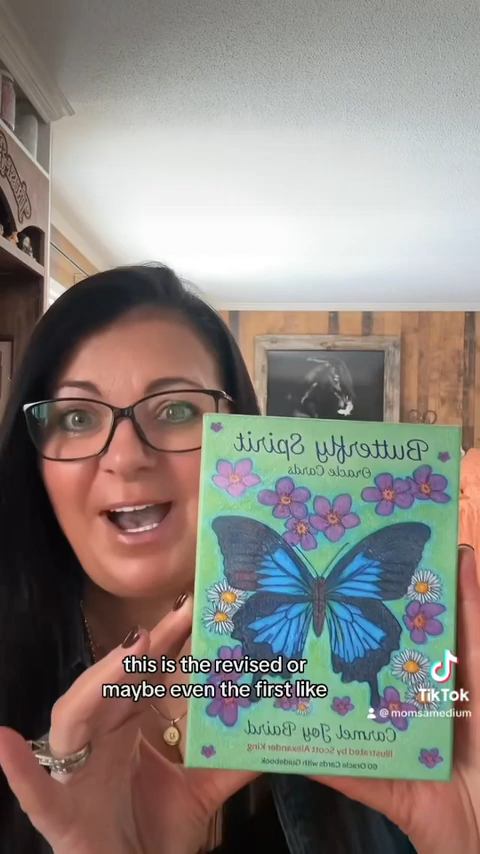 Butterfly Spirit
Oracle Cards
this is the revised or
maybe even the first like
TikTok
@momsamedium
Carmel Joy Baird
Illustrated by Scott Alexander King
60 Oracle Cards with Guidebook